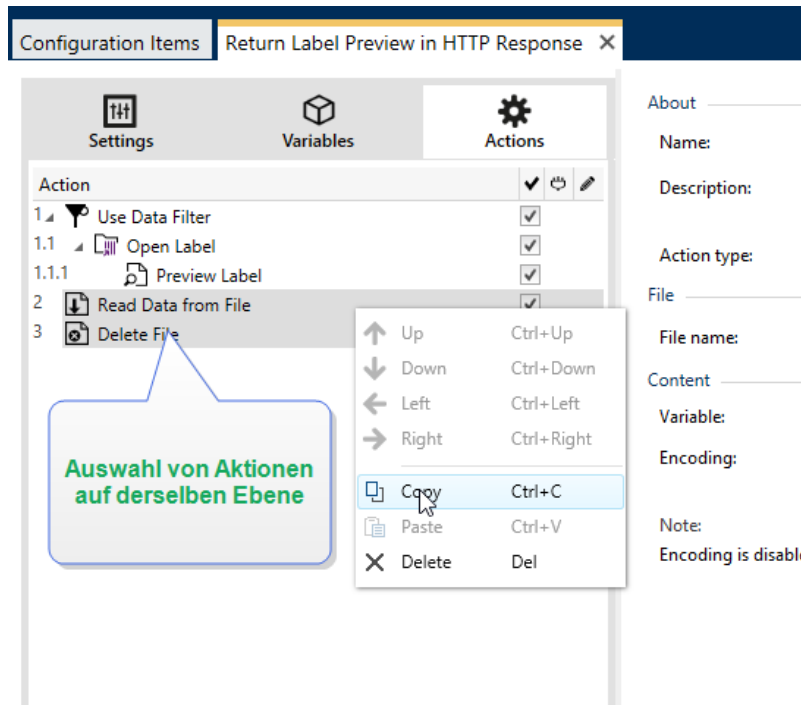 Configuration Items
Return Label Preview in HTTP Response
Settings
Variables
Actions
Action
1 Use Data Filter
1.1 Open Label
1.1.1 Preview Label
2 Read Data from File
3 Delete File
Auswahl von Aktionen
auf derselben Ebene
Up Ctrl+Up
Down Ctrl+Down
Left Ctrl+Left
Right Ctrl+Right
Copy Ctrl+C
Paste Ctrl+V
Delete Del
About
Name:
Description:
Action type:
File
File name:
Content
Variable:
Encoding:
Note:
Encoding is disabl